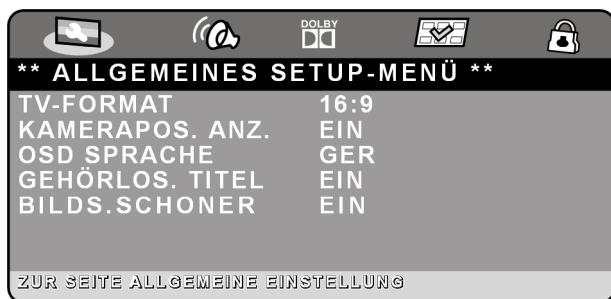 DOLBY
** ALLGEMEINES SETUP-MENÜ **
TV-FORMAT 16:9
KAMERAPOS. ANZ. EIN
OSD SPRACHE GER
GEHÖRLOS. TITEL EIN
BILDS.SCHONER EIN
ZUR SEITE ALLGEMEINE EINSTELLUNG